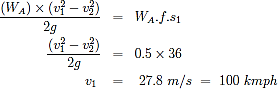 (W_A) × (v_1^2 − v_2^2) / 2g = W_A.f.s_1
(v_1^2 − v_2^2) / 2g = 0.5 × 36
v_1 = 27.8 m/s = 100 kmph